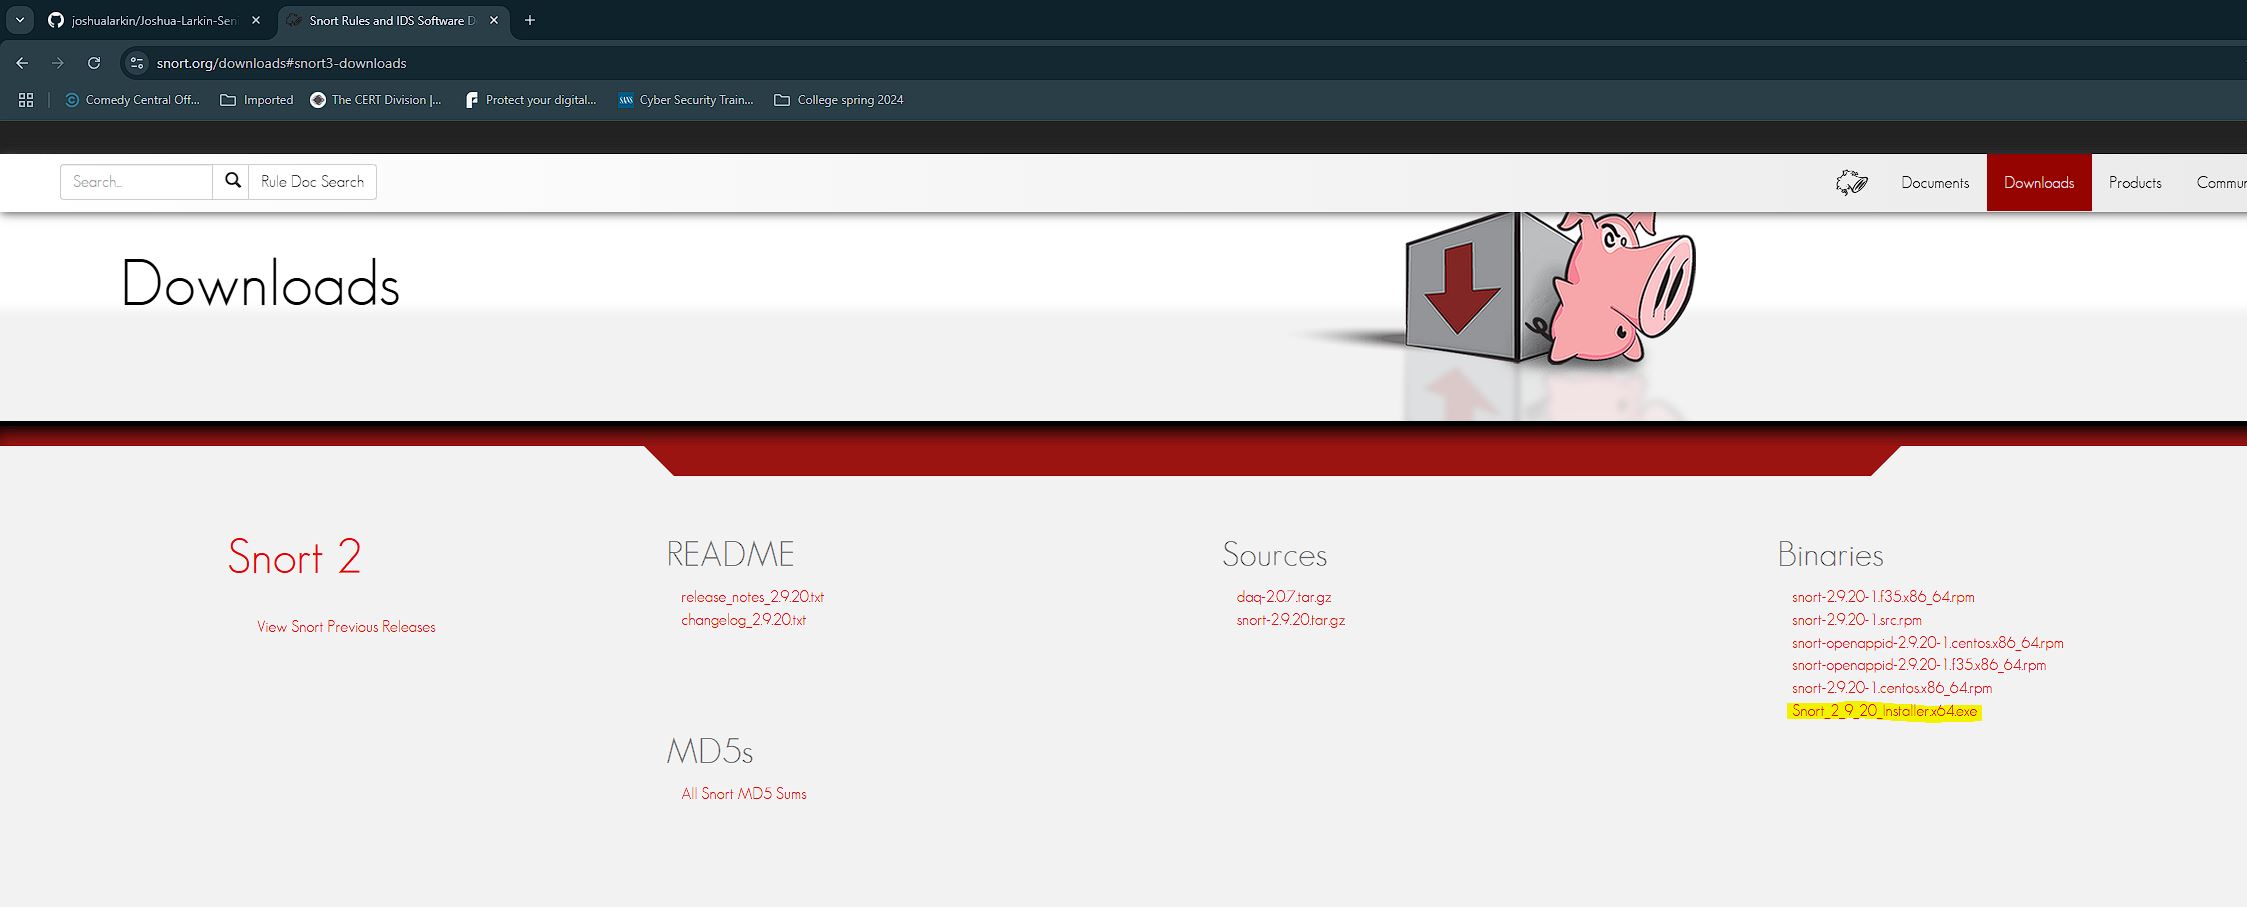 joshualarkin/Joshua-Larkin-Sen
Snort Rules and IDS Software D
snort.org/downloads#snort3-downloads
Comedy Central Off...
Imported
The CERT Division |...
Protect your digital...
SANS
Cyber Security Train...
College spring 2024
Search...
Rule Doc Search
Documents
Downloads
Products
Commun
Downloads
Snort 2
View Snort Previous Releases
README
release_notes_2.9.20.txt
changelog_2.9.20.txt
MD5s
All Snort MD5 Sums
Sources
daq-2.0.7.tar.gz
snort-2.9.20.tar.gz
Binaries
snort-2.9.20-1.f35.x86_64.rpm
snort-2.9.20-1.src.rpm
snort-openappid-2.9.20-1.centos.x86_64.rpm
snort-openappid-2.9.20-1.f35.x86_64.rpm
snort-2.9.20-1.centos.x86_64.rpm
Snort_2_9_20_Installer.x64.exe